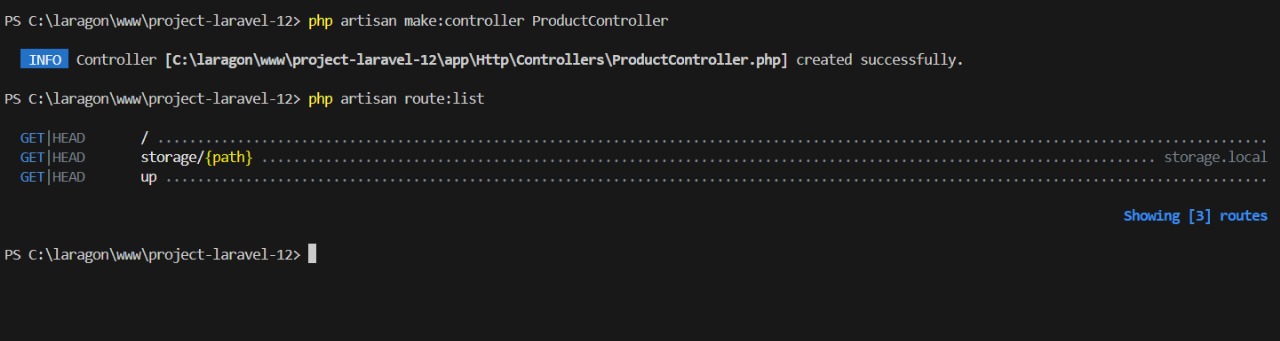 PS C:\laragon\www\project-laravel-12> php artisan make:controller ProductController
INFO Controller [C:\laragon\www\project-laravel-12\app\Http\Controllers\ProductController.php] created successfully.
PS C:\laragon\www\project-laravel-12> php artisan route:list
GET|HEAD / ...........................................................................................................................................
GET|HEAD storage/{path} ................................................................................................................ storage.local
GET|HEAD up ..........................................................................................................................................
Showing [3] routes
PS C:\laragon\www\project-laravel-12>